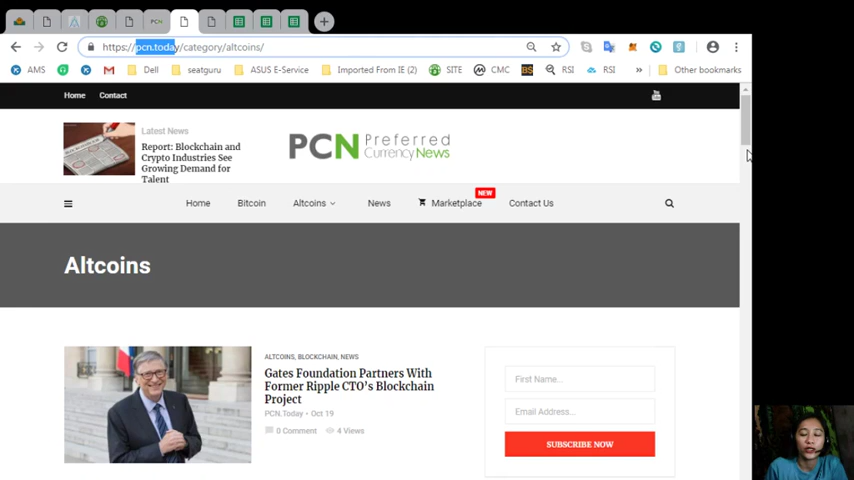 PCN
https://pcn.today/category/altcoins/
AMS
Dell
seatguru
ASUS E-Service
Imported From IE (2)
SITE
CMC
BS
RSI
RSI
»
Other bookmarks
Home
Contact
Latest News
Report: Blockchain and
Crypto Industries See
Growing Demand for
Talent
PCN Preferred
Currency News
NEW
Home
Bitcoin
Altcoins
News
Marketplace
Contact Us
Altcoins
ALTCOINS, BLOCKCHAIN, NEWS
Gates Foundation Partners With
Former Ripple CTO's Blockchain
Project
PCN.Today • Oct 19
0 Comment
4 Views
First Name...
Email Address...
SUBSCRIBE NOW